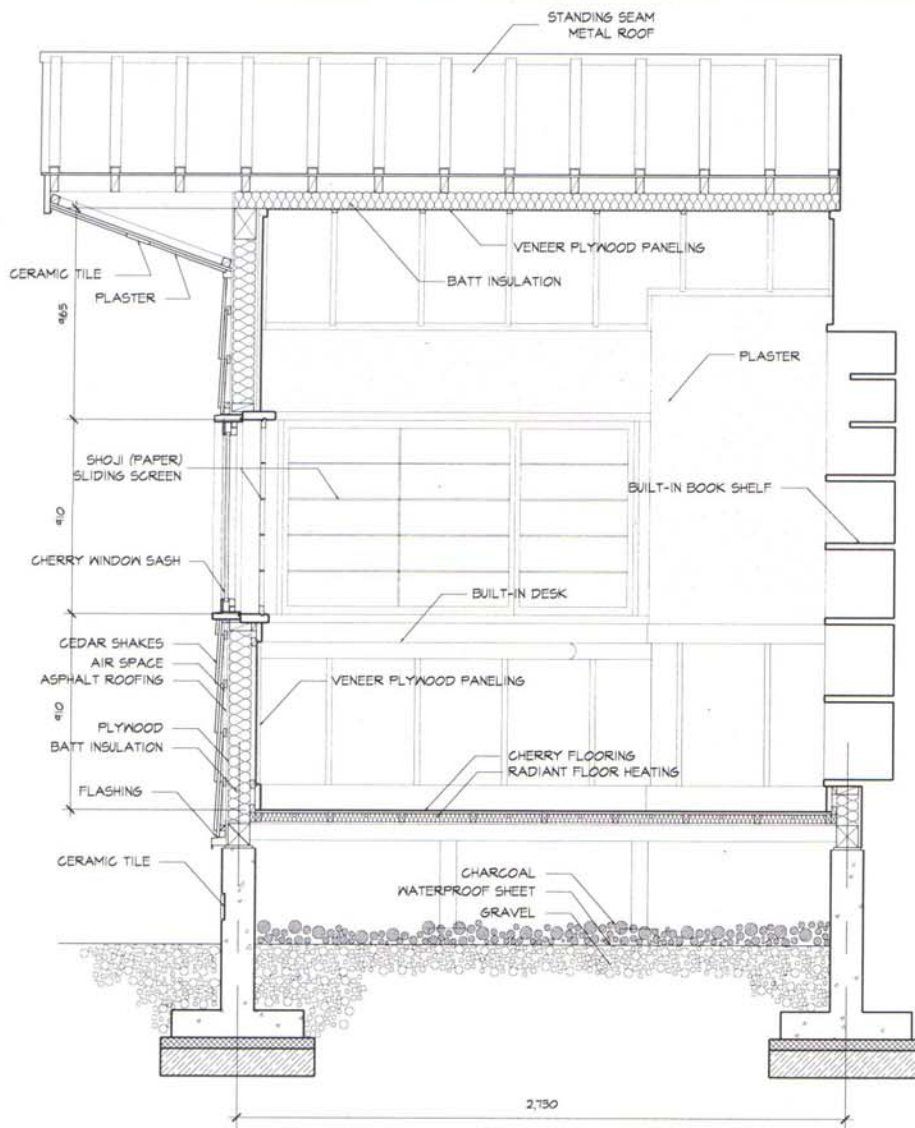 STANDING SEAM
METAL ROOF
VENEER PLYWOOD PANELING
CERAMIC TILE
BATT INSULATION
PLASTER
965
PLASTER
SHOJI (PAPER)
SLIDING SCREEN
BUILT-IN BOOK SHELF
910
CHERRY WINDOW SASH
BUILT-IN DESK
CEDAR SHAKES
AIR SPACE
ASPHALT ROOFING
VENEER PLYWOOD PANELING
910
PLYWOOD
BATT INSULATION
CHERRY FLOORING
RADIANT FLOOR HEATING
FLASHING
CERAMIC TILE
CHARCOAL
WATERPROOF SHEET
GRAVEL
2,730